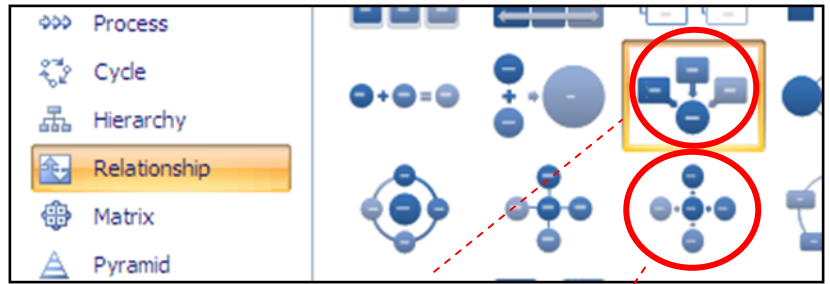 Process
Cycle
Hierarchy
Relationship
Matrix
Pyramid